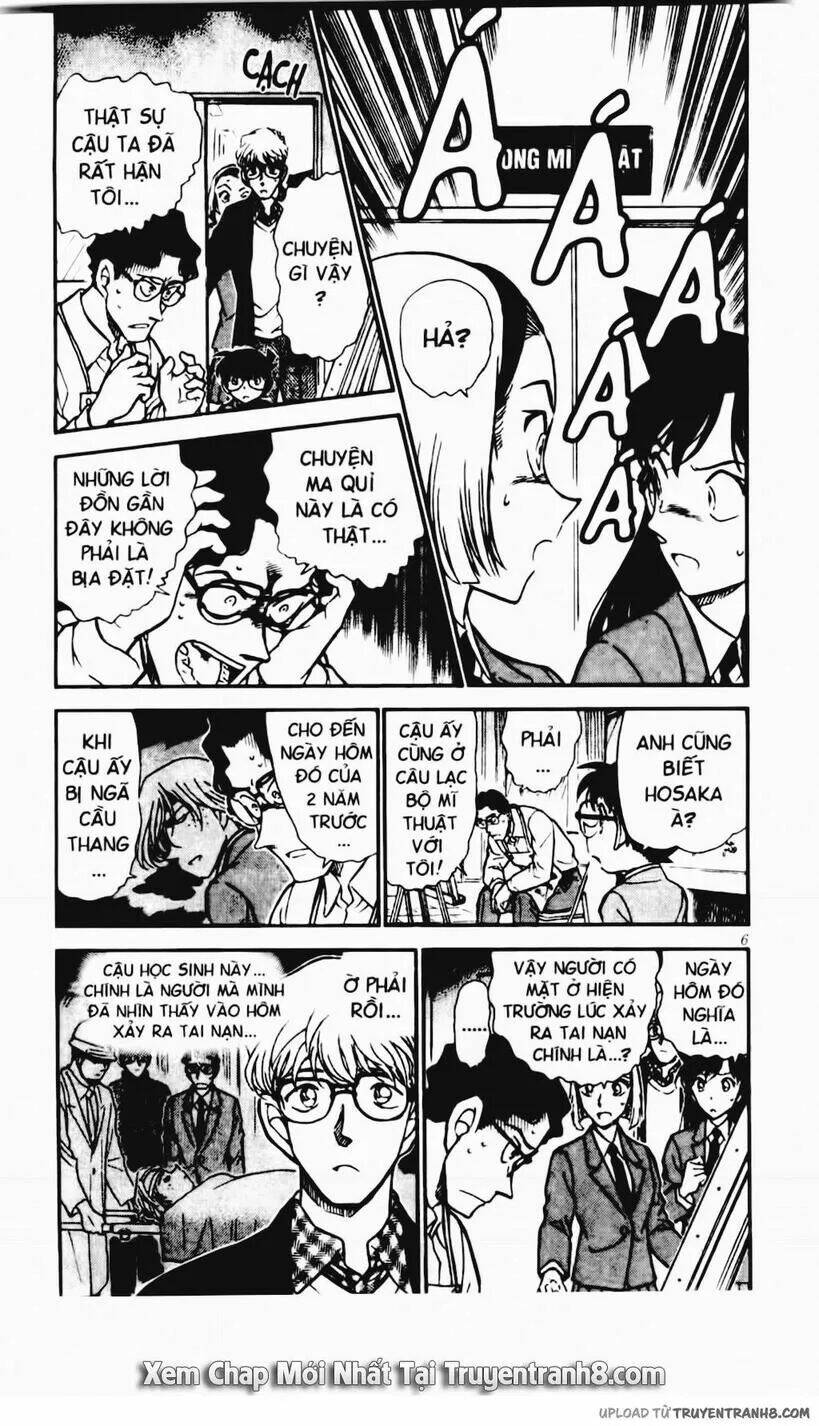 Á
Á
Á
Á
Á
ONG MĨ
ẬT
HẢ?
CẠCH
CHUYỆN
GÌ VẬY
?
THẬT SỰ
CẬU TA ĐÃ
RẤT HẬN
TÔI...
CHUYỆN
MA QUỈ
NÀY LÀ CÓ
THẬT...
NHỮNG LỜI
ĐỒN GẦN
ĐÂY KHÔNG
PHẢI LÀ
BỊA ĐẶT!
ANH CŨNG
BIẾT
HOSAKA
À?
PHẢI
...
CẬU ẤY
CÙNG Ở
CÂU LẠC
BỘ MĨ
THUẬT
VỚI
TÔI!
CHO ĐẾN
NGÀY HÔM
ĐÓ CỦA
2 NĂM
TRƯỚC...
KHI
CẬU ẤY
BỊ NGÃ
CẦU
THANG
...
6
NGÀY
HÔM ĐÓ
NGHĨA
LÀ...
VẬY NGƯỜI CÓ
MẶT Ở HIỆN
TRƯỜNG LÚC XẢY
RA TAI NẠN
CHÍNH LÀ...?
......
Ờ PHẢI
RỒI...
CẬU HỌC SINH NÀY...
CHÍNH LÀ NGƯỜI MÀ MÌNH
ĐÃ NHÌN THẤY VÀO HÔM
XẢY RA TAI NẠN...
Xem Chap Mới Nhất Tại Truyentranh8.com
UPLOAD TỪ TRUYENTRANH8.COM